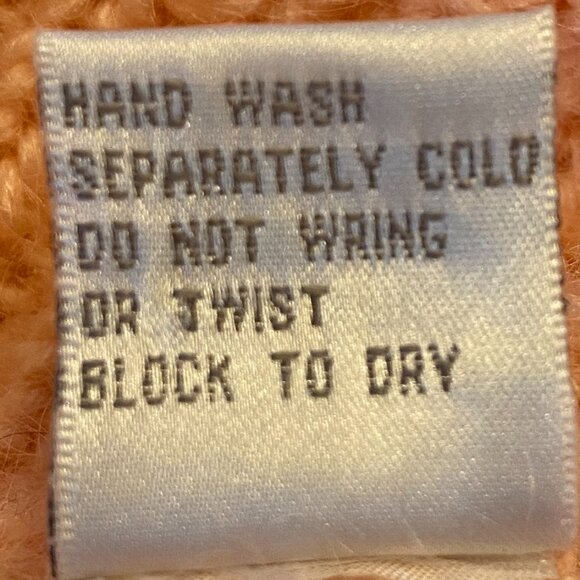 HAND WASH
SEPARATELY COLD
DO NOT WRING
OR TWIST
BLOCK TO DRY